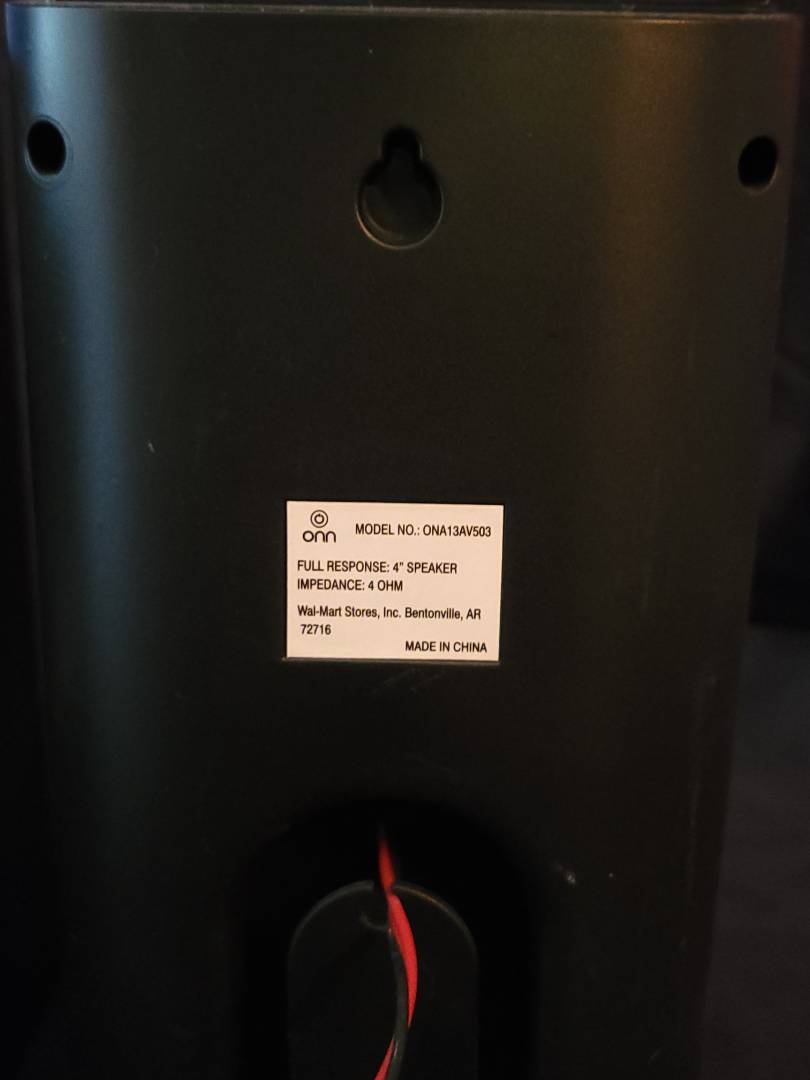 onn MODEL NO.: ONA13AV503
FULL RESPONSE: 4" SPEAKER
IMPEDANCE: 4 OHM
Wal-Mart Stores, Inc. Bentonville, AR
72716
MADE IN CHINA